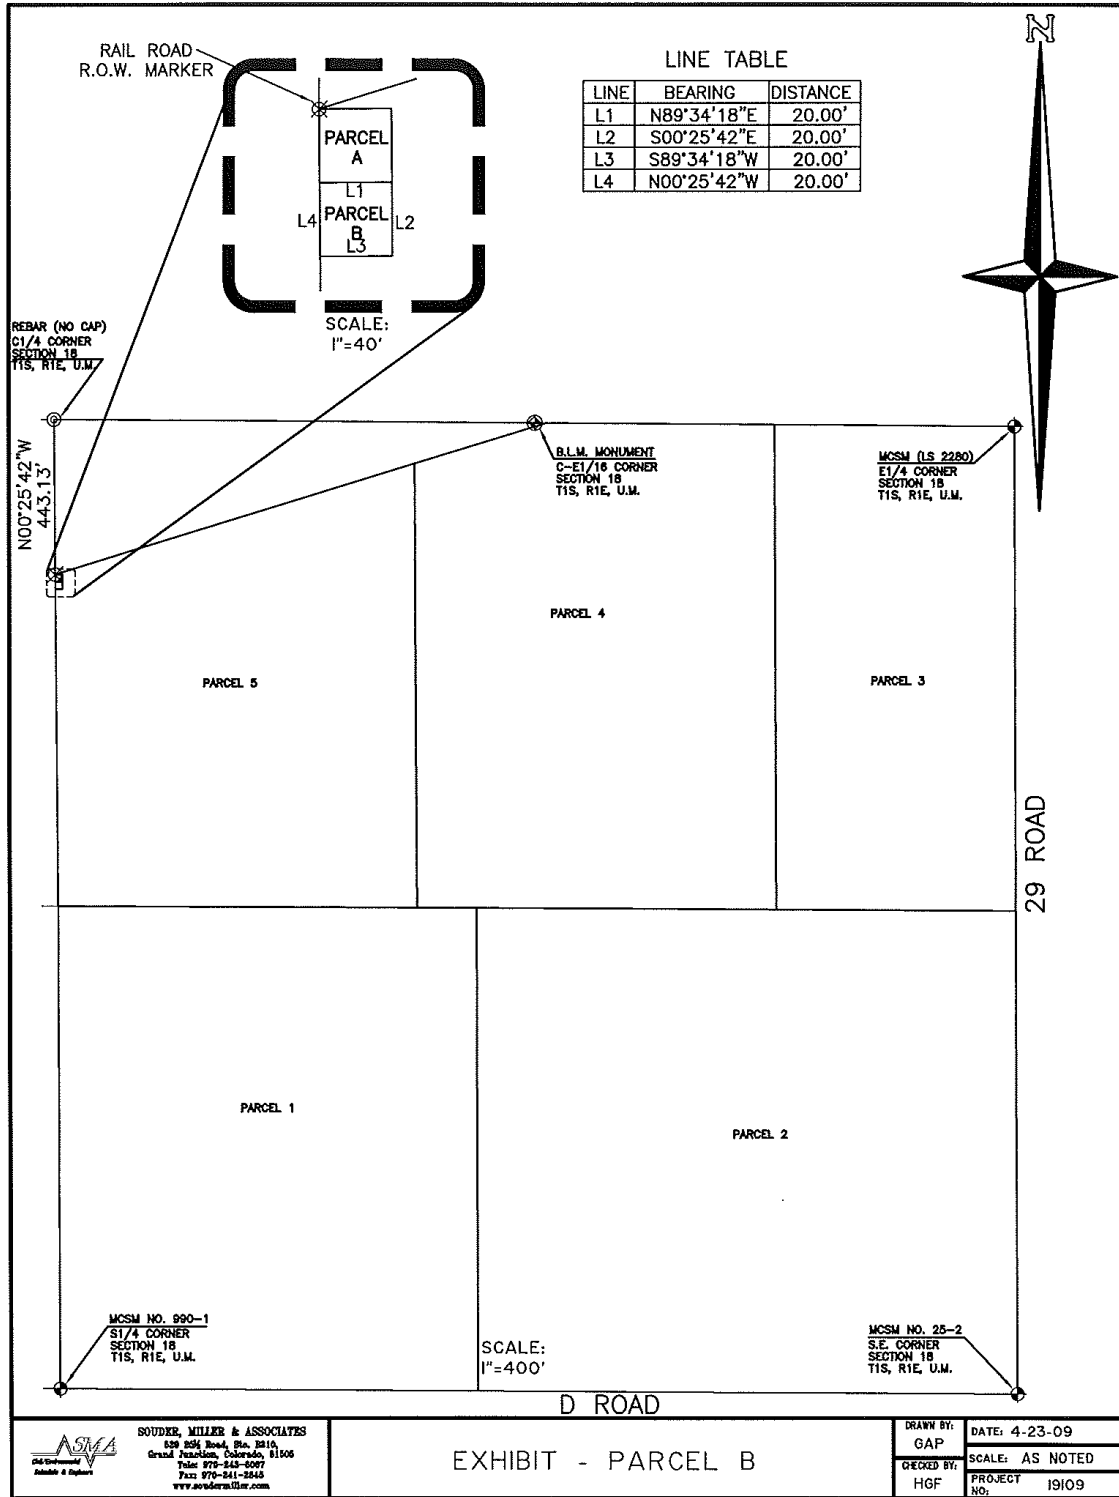 N
RAIL ROAD
R.O.W. MARKER
PARCEL
A
L1
L4
PARCEL
B
L2
L3
SCALE:
1"=40'
LINE TABLE
LINE BEARING DISTANCE
L1 N89°34'18"E 20.00'
L2 S00°25'42"E 20.00'
L3 S89°34'18"W 20.00'
L4 N00°25'42"W 20.00'
REBAR (NO CAP)
C1/4 CORNER
SECTION 18
T1S, R1E, U.M.
N00°25'42"W
443.13'
B.L.M. MONUMENT
C-E1/16 CORNER
SECTION 18
T1S, R1E, U.M.
MCSM (LS 2280)
E1/4 CORNER
SECTION 18
T1S, R1E, U.M.
PARCEL 4
PARCEL 5
PARCEL 3
29 ROAD
PARCEL 1
PARCEL 2
MCSM NO. 990-1
S1/4 CORNER
SECTION 18
T1S, R1E, U.M.
SCALE:
1"=400'
MCSM NO. 25-2
S.E. CORNER
SECTION 18
T1S, R1E, U.M.
D ROAD
SMA
SOUDER, MILLER & ASSOCIATES
Grand Junction, Colorado, 81505
www.soudermiller.com
EXHIBIT - PARCEL B
DRAWN BY:
GAP
CHECKED BY:
HGF
DATE: 4-23-09
SCALE: AS NOTED
PROJECT
NO: 19109